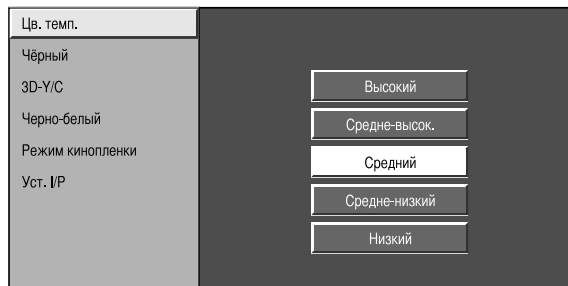 Цв. темп.
Чёрный
3D-Y/C
Черно-белый
Режим кинопленки
Уст. I/P
Высокий
Средне-высок.
Средний
Средне-низкий
Низкий